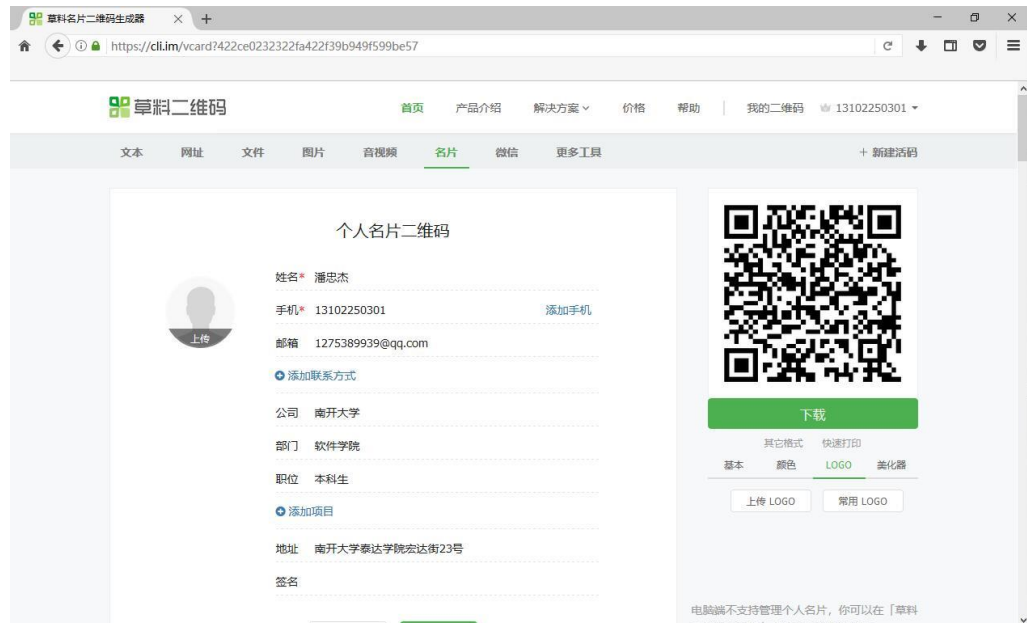 草料名片二维码生成器
https://cli.im/vcard?422ce0232322fa422f39b949f599be57
草料二维码
首页 产品介绍 解决方案 价格 帮助 我的二维码 13102250301
文本 网址 文件 图片 音视频 名片 微信 更多工具 + 新建活码
个人名片二维码
上传
姓名* 潘忠杰
手机* 13102250301 添加手机
邮箱 1275389939@qq.com
添加联系方式
公司 南开大学
部门 软件学院
职位 本科生
添加项目
地址 南开大学泰达学院宏达街23号
签名
下载
其它格式 快速打印
基本 颜色 LOGO 美化器
上传 LOGO 常用 LOGO
电脑端不支持管理个人名片，你可以在「草料